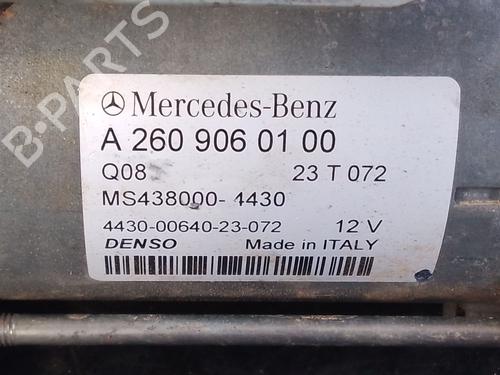 B-PARTS
Mercedes-Benz
A 260 906 01 00
Q08 23 T 072
MS438000-4430
4430-00640-23-072 12 V
DENSO Made in ITALY